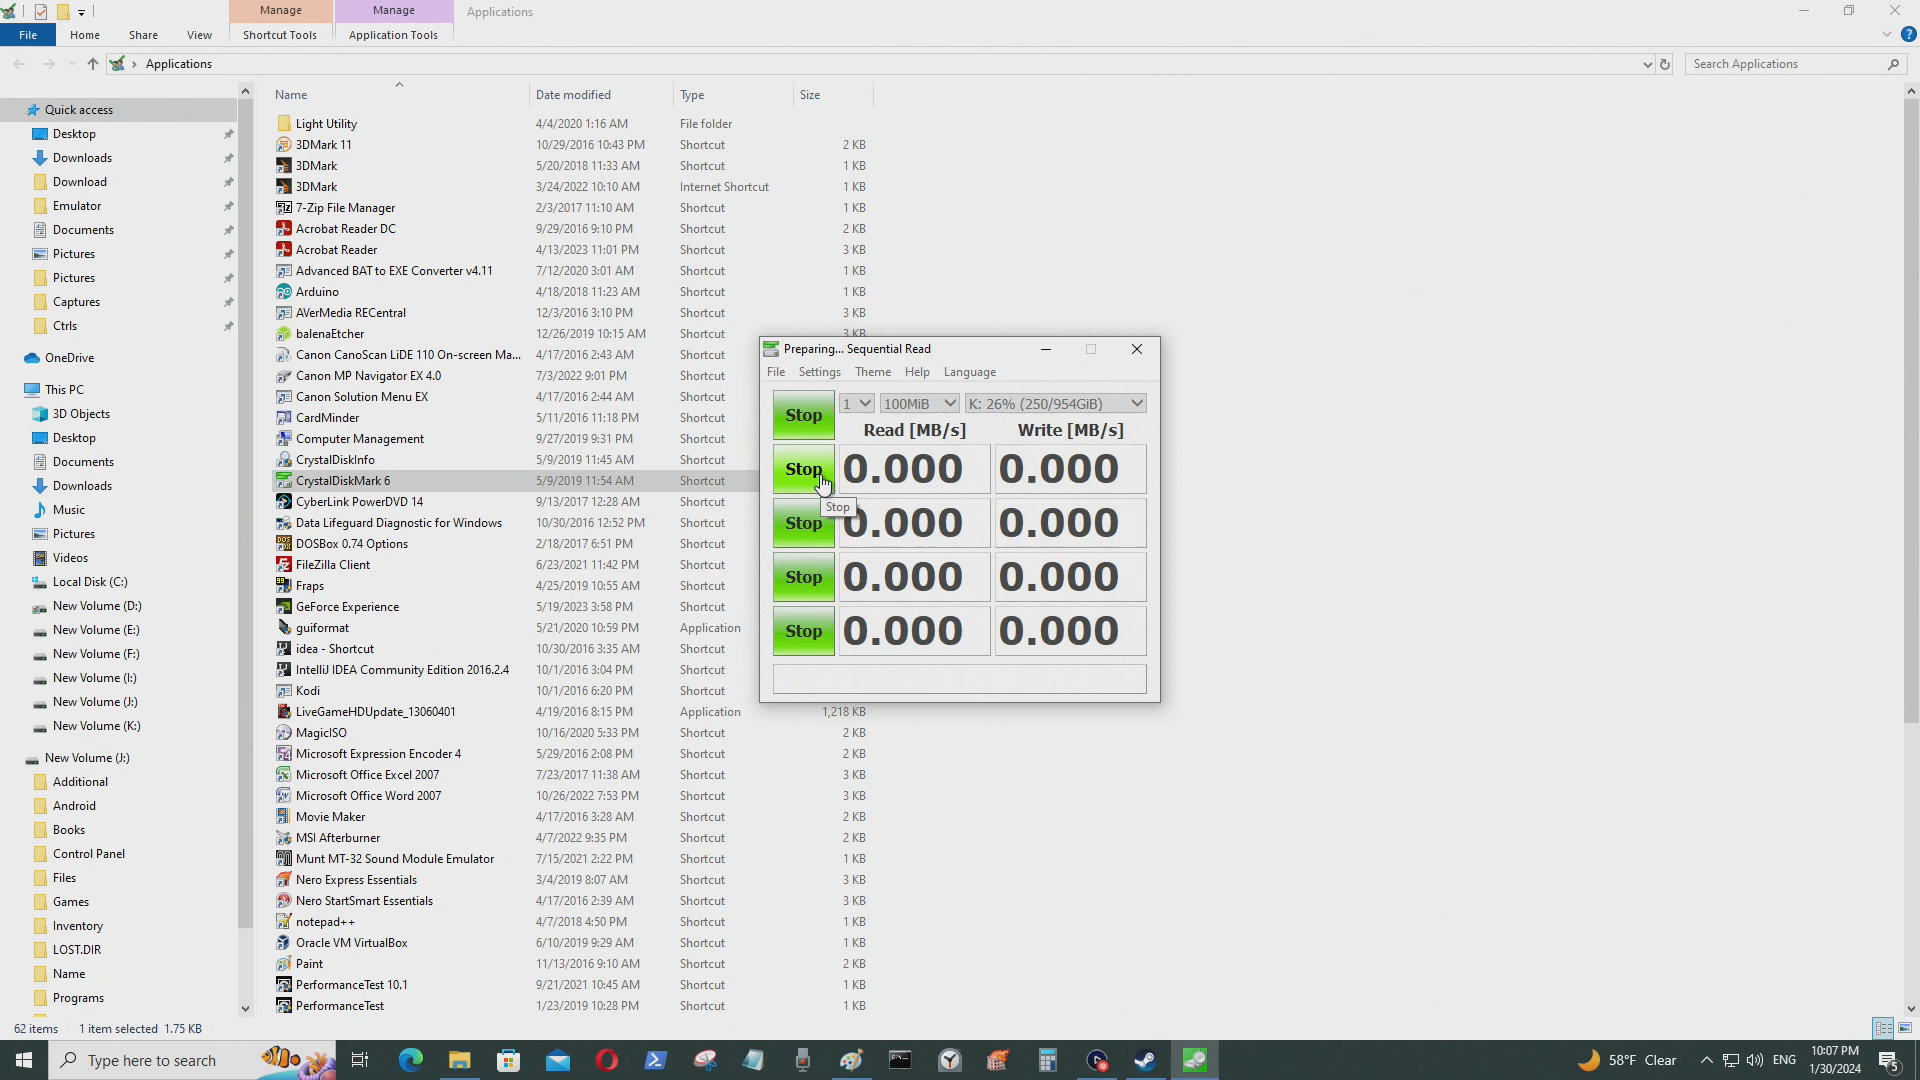 Manage
Manage
Applications
File
Home
Share
View
Shortcut Tools
Application Tools
Applications
Search Applications
Name
Date modified
Type
Size
Quick access
Desktop
Downloads
Download
Emulator
Documents
Pictures
Pictures
Captures
Ctrls
OneDrive
This PC
3D Objects
Desktop
Documents
Downloads
Music
Pictures
Videos
Local Disk (C:)
New Volume (D:)
New Volume (E:)
New Volume (F:)
New Volume (I:)
New Volume (J:)
New Volume (K:)
New Volume (J:)
Additional
Android
Books
Control Panel
Files
Games
Inventory
LOST.DIR
Name
Programs
Light Utility 4/4/2020 1:16 AM File folder
3DMark 11 10/29/2016 10:43 PM Shortcut 2 KB
3DMark 5/20/2018 11:33 AM Shortcut 1 KB
3DMark 3/24/2022 10:10 AM Internet Shortcut 1 KB
7-Zip File Manager 2/3/2017 11:10 AM Shortcut 1 KB
Acrobat Reader DC 9/29/2016 9:10 PM Shortcut 2 KB
Acrobat Reader 4/13/2023 11:01 PM Shortcut 3 KB
Advanced BAT to EXE Converter v4.11 7/12/2020 3:01 AM Shortcut 1 KB
Arduino 4/18/2018 11:23 AM Shortcut 1 KB
AVerMedia RECentral 12/3/2016 3:10 PM Shortcut 3 KB
balenaEtcher 12/26/2019 10:15 AM Shortcut 3 KB
Canon CanoScan LiDE 110 On-screen Ma... 4/17/2016 2:43 AM Shortcut
Canon MP Navigator EX 4.0 7/3/2022 9:01 PM Shortcut
Canon Solution Menu EX 4/17/2016 2:44 AM Shortcut
CardMinder 5/11/2016 11:18 PM Shortcut
Computer Management 9/27/2019 9:31 PM Shortcut
CrystalDiskInfo 5/9/2019 11:45 AM Shortcut
CrystalDiskMark 6 5/9/2019 11:54 AM Shortcut
CyberLink PowerDVD 14 9/13/2017 12:28 AM Shortcut
Data Lifeguard Diagnostic for Windows 10/30/2016 12:52 PM Shortcut
DOSBox 0.74 Options 2/18/2017 6:51 PM Shortcut
FileZilla Client 6/23/2021 11:42 PM Shortcut
Fraps 4/25/2019 10:55 AM Shortcut
GeForce Experience 5/19/2023 3:58 PM Shortcut
guiformat 5/21/2020 10:59 PM Application
idea - Shortcut 10/30/2016 3:35 AM Shortcut
IntelliJ IDEA Community Edition 2016.2.4 10/1/2016 3:04 PM Shortcut
Kodi 10/1/2016 6:20 PM Shortcut
LiveGameHDUpdate_13060401 4/19/2016 8:15 PM Application 1,218 KB
MagicISO 10/16/2020 5:33 PM Shortcut 2 KB
Microsoft Expression Encoder 4 5/29/2016 2:08 PM Shortcut 2 KB
Microsoft Office Excel 2007 7/23/2017 11:38 AM Shortcut 3 KB
Microsoft Office Word 2007 10/26/2022 7:53 PM Shortcut 3 KB
Movie Maker 4/17/2016 3:28 AM Shortcut 2 KB
MSI Afterburner 4/7/2022 9:35 PM Shortcut 2 KB
Munt MT-32 Sound Module Emulator 7/15/2021 2:22 PM Shortcut 1 KB
Nero Express Essentials 3/4/2019 8:07 AM Shortcut 3 KB
Nero StartSmart Essentials 4/17/2016 2:39 AM Shortcut 3 KB
notepad++ 4/7/2018 4:50 PM Shortcut 1 KB
Oracle VM VirtualBox 6/10/2019 9:29 AM Shortcut 1 KB
Paint 11/13/2016 9:10 AM Shortcut 2 KB
PerformanceTest 10.1 9/21/2021 10:45 AM Shortcut 1 KB
PerformanceTest 1/23/2019 10:28 PM Shortcut 1 KB
Preparing... Sequential Read
File Settings Theme Help Language
Stop 1 100MiB K: 26% (250/954GiB)
Read [MB/s] Write [MB/s]
Stop 0.000 0.000
Stop
Stop 0.000 0.000
Stop 0.000 0.000
Stop 0.000 0.000
62 items 1 item selected 1.75 KB
Type here to search
58°F Clear
ENG
10:07 PM
1/30/2024
5